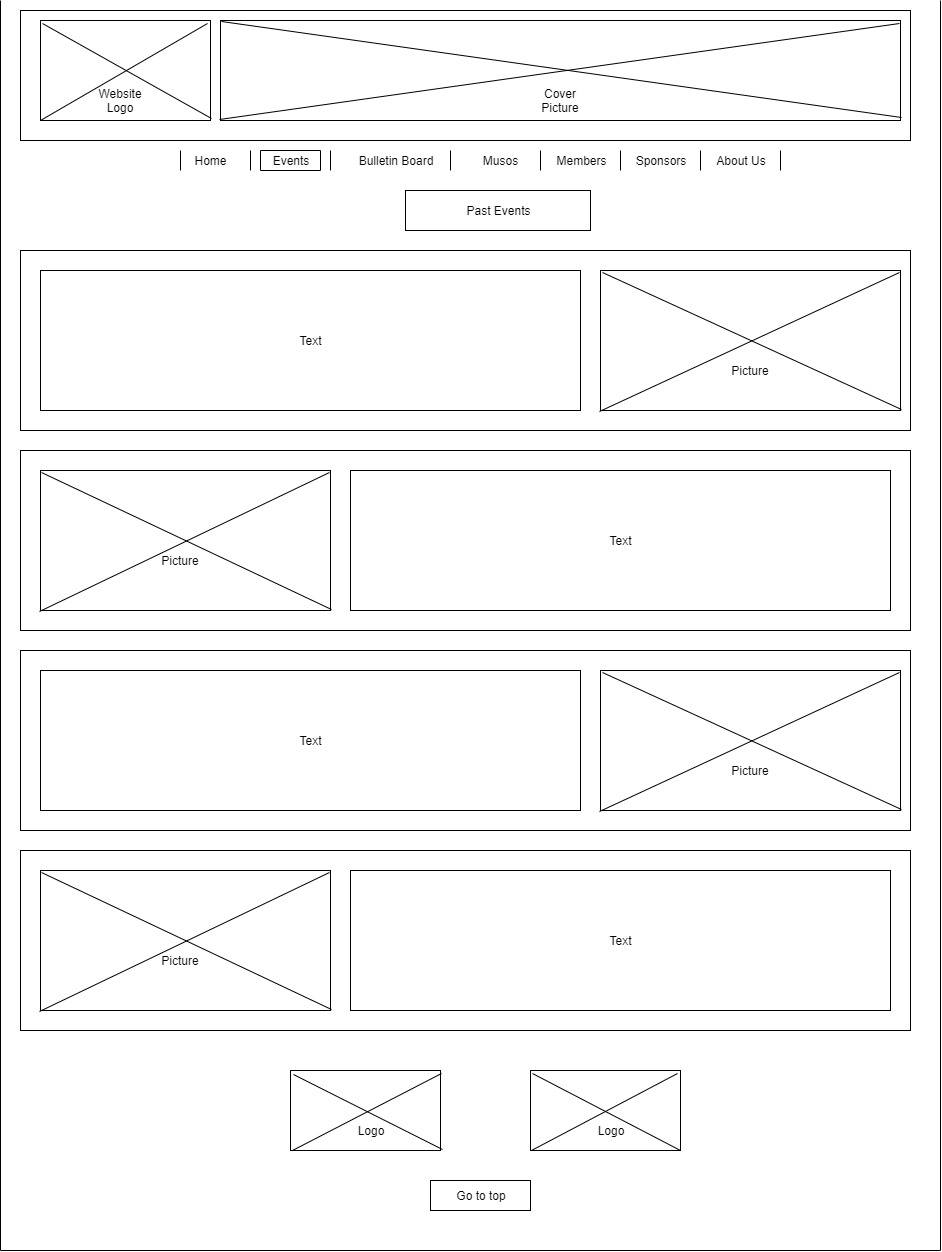 Website
Logo
Cover
Picture
Home Events Bulletin Board Musos Members Sponsors About Us
Past Events
Text
Picture
Picture
Text
Text
Picture
Picture
Text
Logo
Logo
Go to top